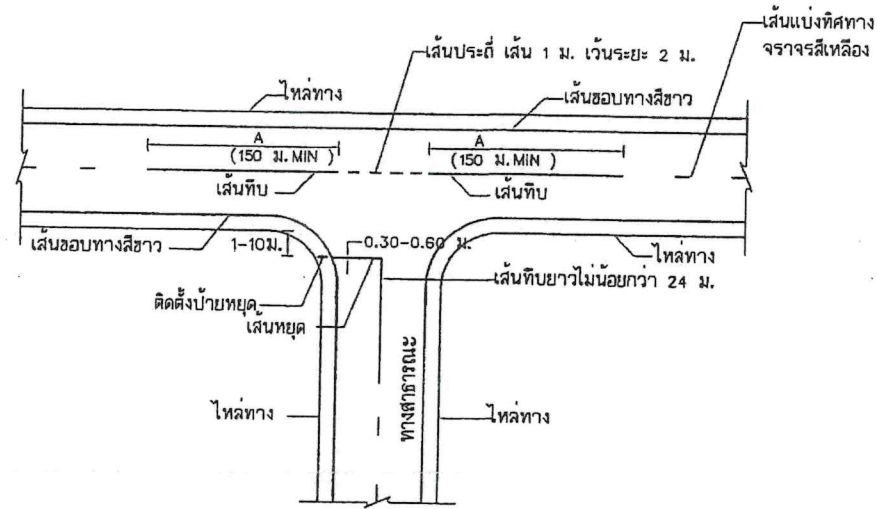 เส้นแบ่งทิศทาง
จราจรสีเหลือง
เส้นประถี่ เส้น 1 ม. เว้นระยะ 2 ม.
ไหล่ทาง
เส้นขอบทางสีขาว
A
(150 ม. MIN )
A
(150 ม. MIN )
เส้นทึบ
เส้นทึบ
เส้นขอบทางสีขาว
1-10ม.
0.30-0.60 ม.
ไหล่ทาง
เส้นทึบยาวไม่น้อยกว่า 24 ม.
ติดตั้งป้ายหยุด
เส้นหยุด
ทางสาธารณะ
ไหล่ทาง
ไหล่ทาง